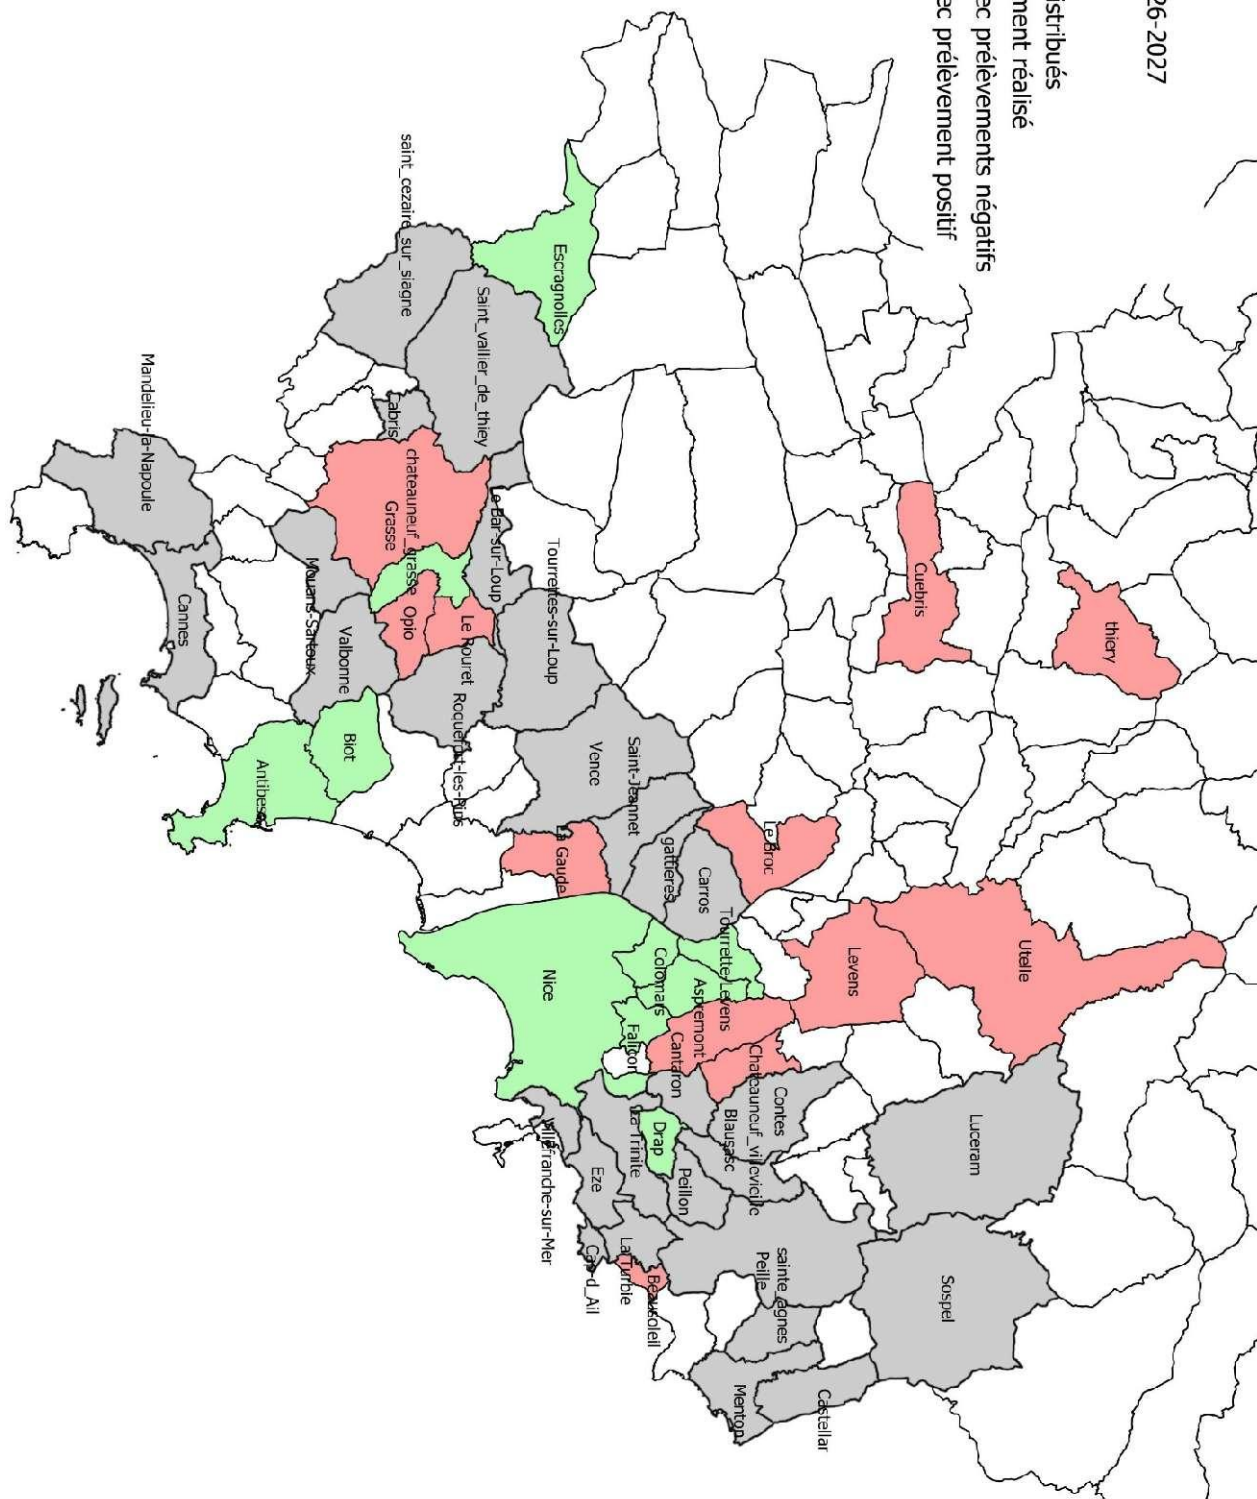 26-2027
istribués
ment réalisé
ec prélèvements négatifs
ec prélèvement positif
saint_cezaire_sur_siagne
Escragnolles
Saint_vallier_de_thiey
Mandelieu-la-Napoule
Cabris
chateauneuf_grasse
Grasse
Le Bar-sur-Loup
Tourrettes-sur-Loup
Cuebris
thiery
Mouans-Sartoux
Cannes
Valbonne
Opio
Le Rouret
Roquefort-les-Pins
Biot
Antibes
Vence
Saint-Jeannet
gattieres
Carros
Le Broc
La Gaude
Tourrette-Levens
Levens
Utelle
Nice
Colomars
Aspremont
Falicon
Cantaron
Chateauneuf_villevieille
Contes
Blausasc
Luceram
Drap
La Trinite
Peillon
Villefranche-sur-Mer
Eze
Cap-d_Ail
La Turbie
Beausoleil
sainte_agnes
Peille
Sospel
Menton
Castellar